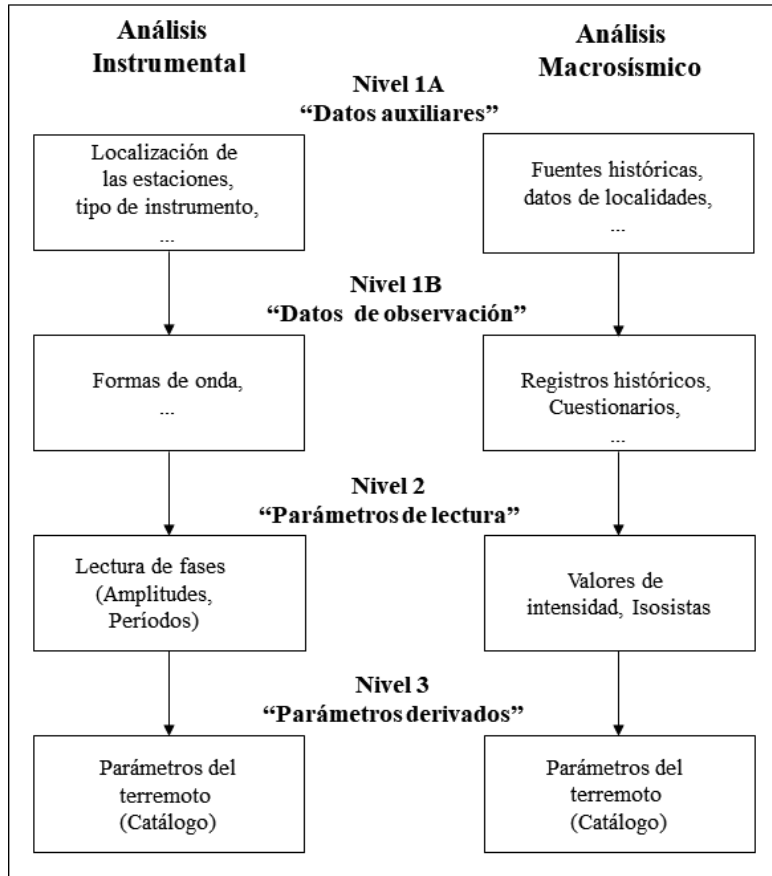 Análisis
Instrumental
Análisis
Macrosísmico
Nivel 1A
“Datos auxiliares”
Localización de
las estaciones,
tipo de instrumento,
...
Fuentes históricas,
datos de localidades,
...
Nivel 1B
“Datos de observación”
Formas de onda,
...
Registros históricos,
Cuestionarios,
...
Nivel 2
“Parámetros de lectura”
Lectura de fases
(Amplitudes,
Períodos)
Valores de
intensidad, Isosistas
Nivel 3
“Parámetros derivados”
Parámetros del
terremoto
(Catálogo)
Parámetros del
terremoto
(Catálogo)